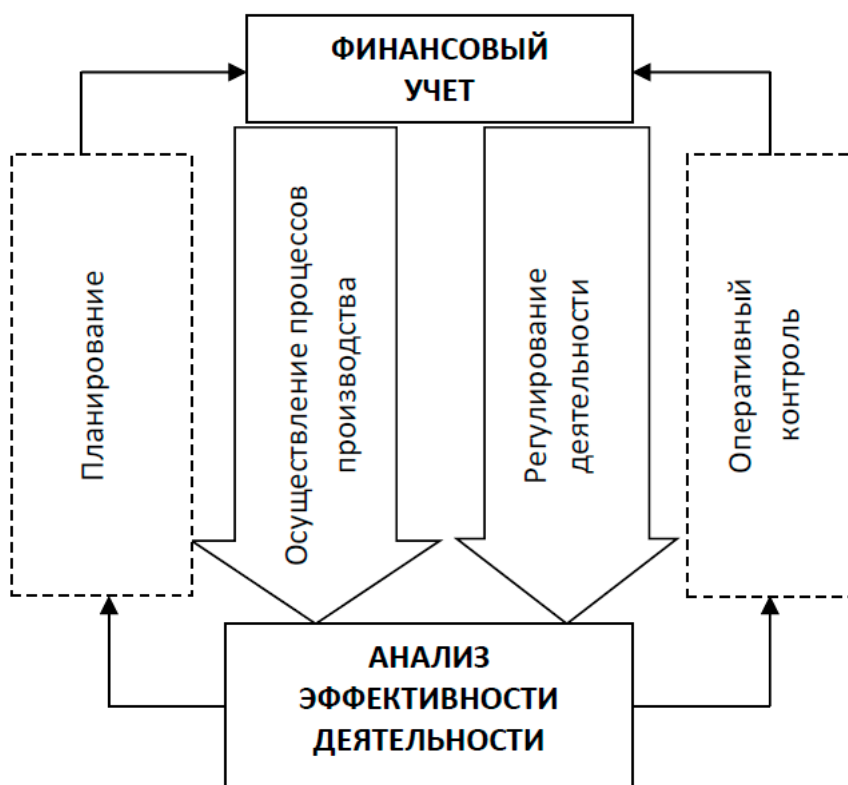 ФИНАНСОВЫЙ
УЧЕТ
Планирование
Осуществление процессов
производства
Регулирование
деятельности
Оперативный
контроль
АНАЛИЗ
ЭФФЕКТИВНОСТИ
ДЕЯТЕЛЬНОСТИ